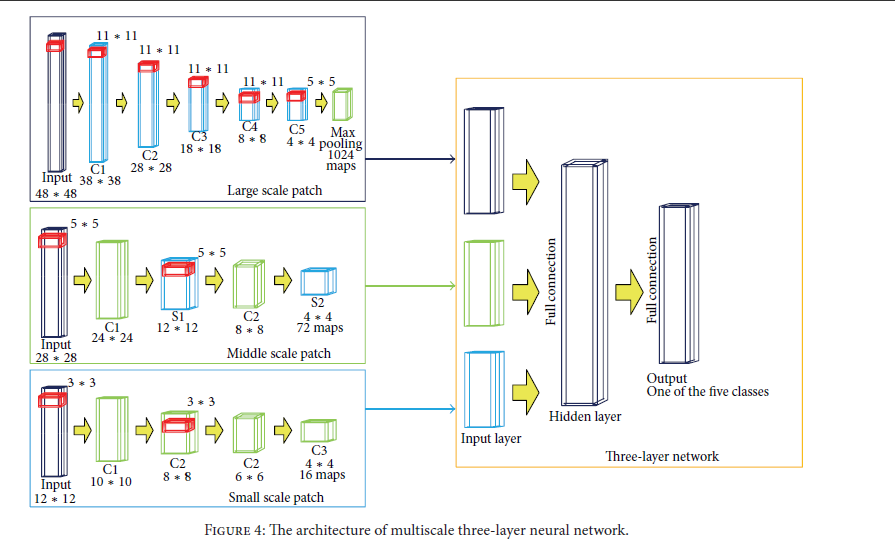 11 * 11
11 * 11
11 * 11
11 * 11
5 * 5
Input
48 * 48
C1
38 * 38
C2
28 * 28
C3
18 * 18
C4
8 * 8
C5
4 * 4
Max
pooling
1024
maps
Large scale patch
5 * 5
5 * 5
Input
28 * 28
C1
24 * 24
S1
12 * 12
C2
8 * 8
S2
4 * 4
72 maps
Middle scale patch
3 * 3
3 * 3
Input
12 * 12
C1
10 * 10
C2
8 * 8
C2
6 * 6
C3
4 * 4
16 maps
Small scale patch
Input layer
Full connection
Hidden layer
Full connection
Output
One of the five classes
Three-layer network
FIGURE 4: The architecture of multiscale three-layer neural network.